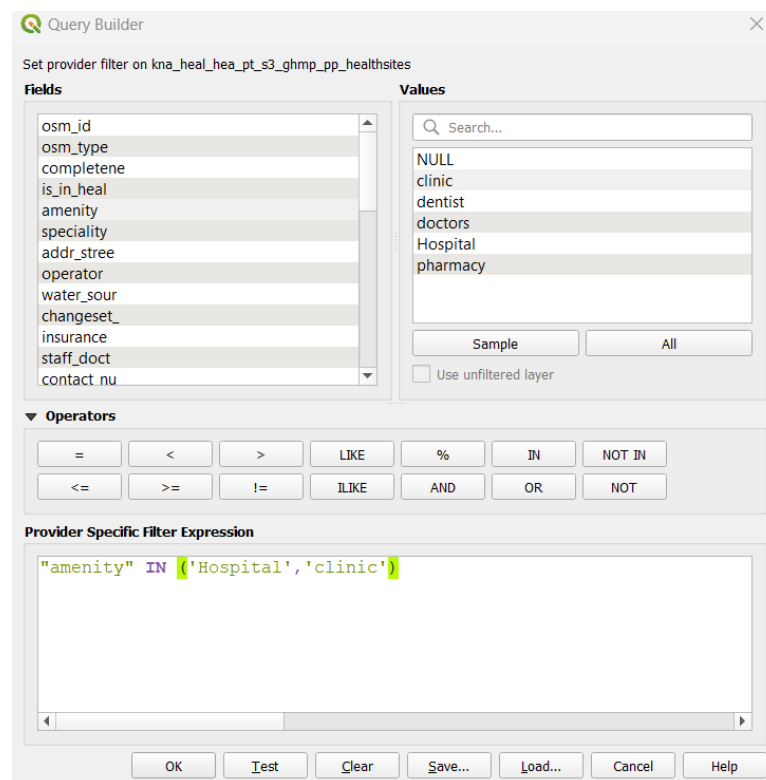 Query Builder
Set provider filter on kna_heal_hea_pt_s3_ghmp_pp_healthsites
Fields
Values
osm_id
osm_type
completene
is_in_heal
amenity
speciality
addr_stree
operator
water_sour
changeset_
insurance
staff_doct
contact_nu
Search...
NULL
clinic
dentist
doctors
Hospital
pharmacy
Sample
All
Use unfiltered layer
Operators
= < > LIKE % IN NOT IN
<= >= != ILIKE AND OR NOT
Provider Specific Filter Expression
"amenity" IN ('Hospital','clinic')
OK Test Clear Save... Load... Cancel Help